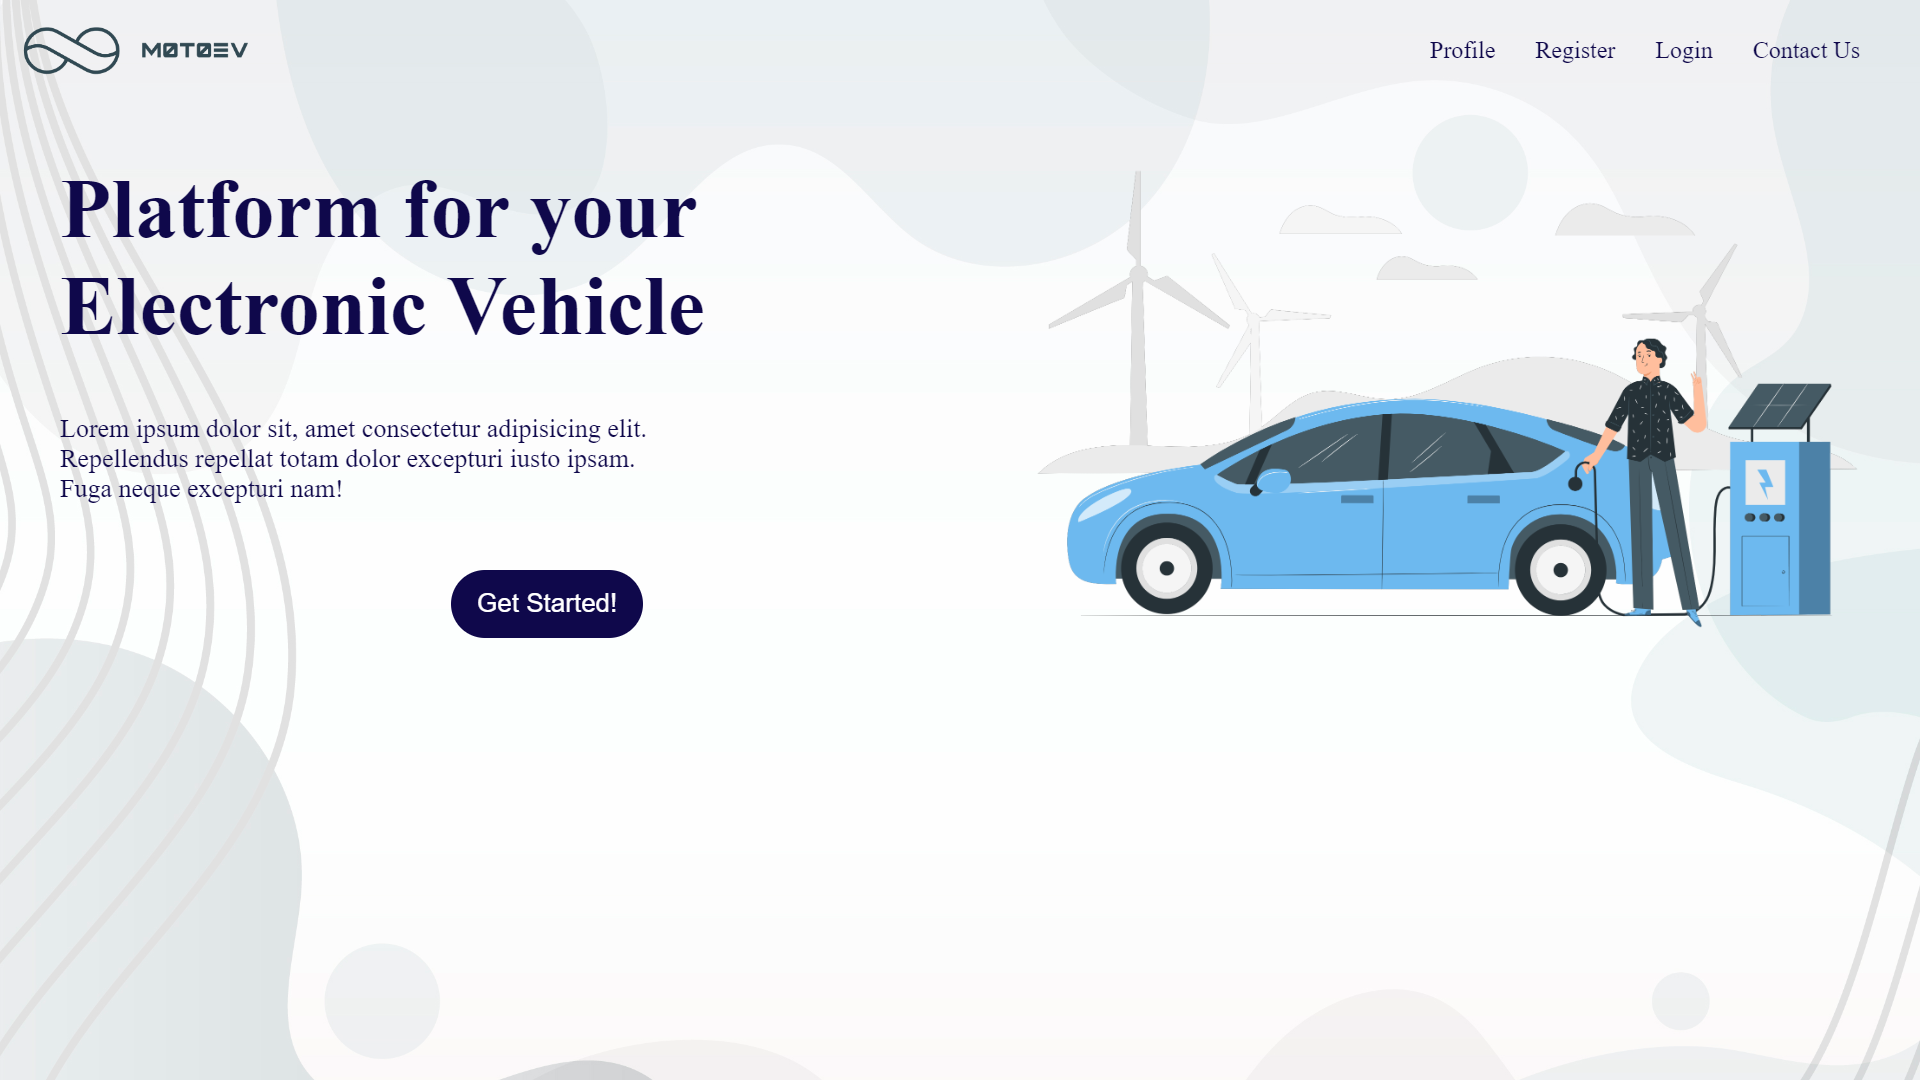 MOTOEV
Profile Register Login Contact Us
Platform for your
Electronic Vehicle
Lorem ipsum dolor sit, amet consectetur adipisicing elit.
Repellendus repellat totam dolor excepturi iusto ipsam.
Fuga neque excepturi nam!
Get Started!